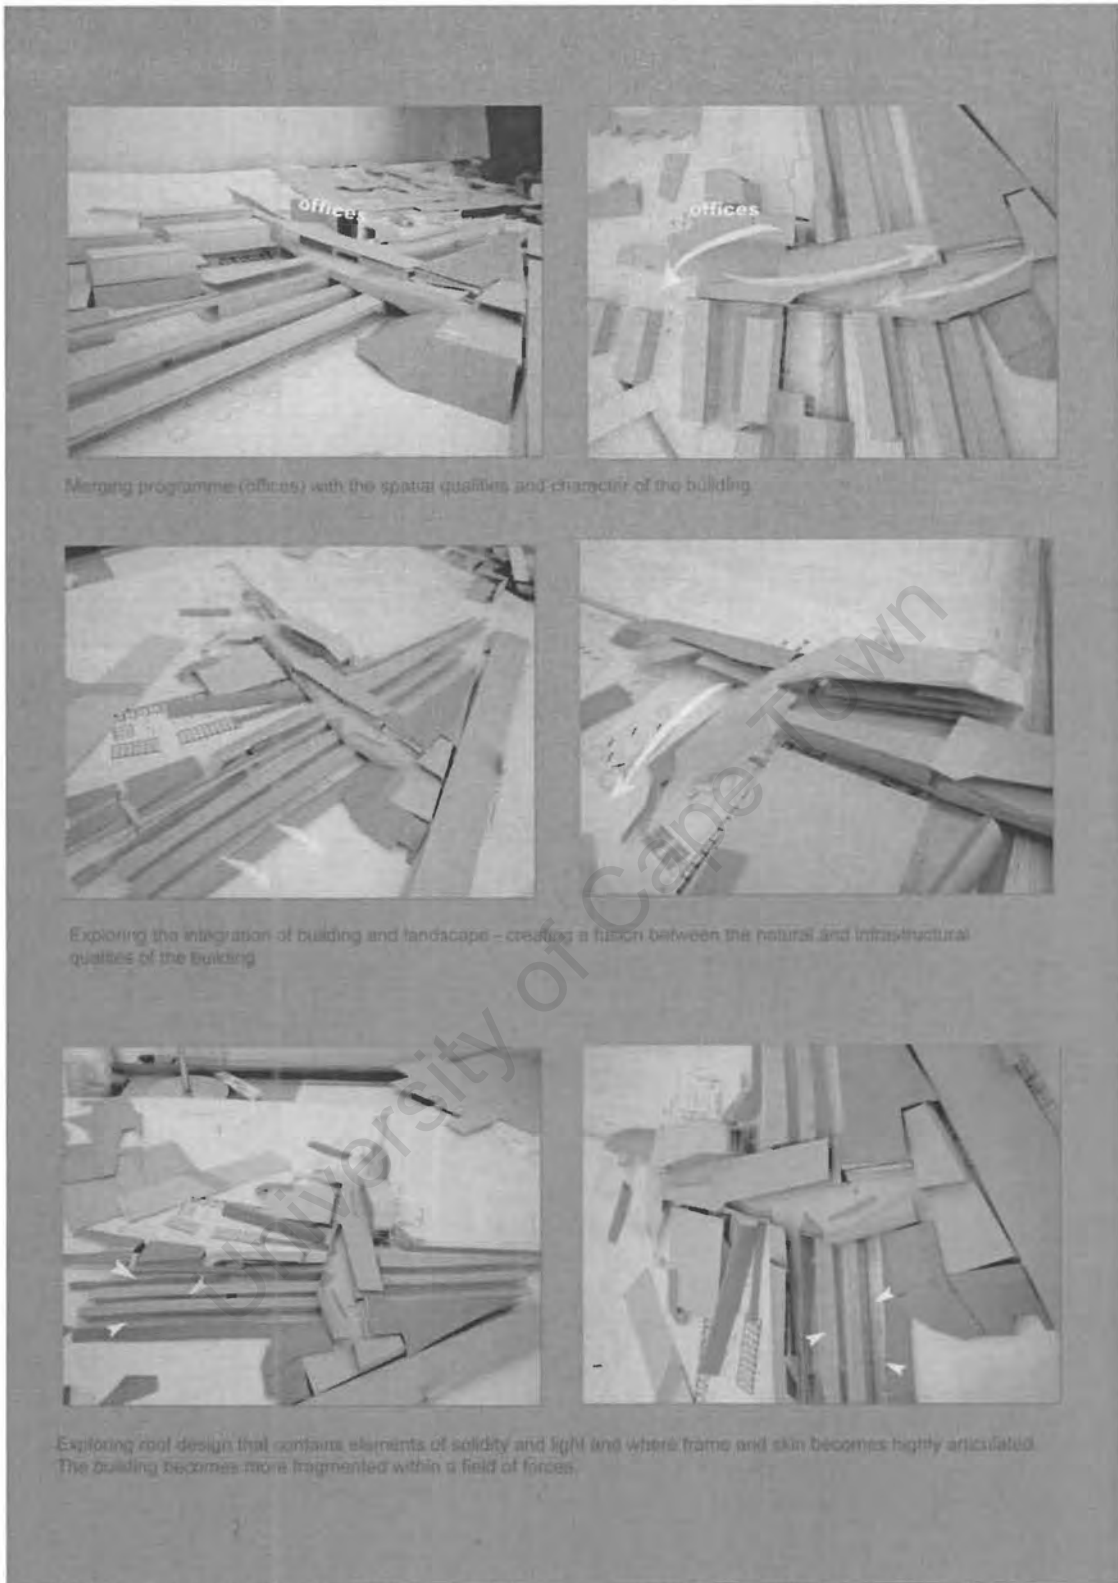 offices
offices
Merging programme (offices) with the spatial qualities and character of the building
Exploring the integration of building and landscape - creating a fusion between the natural and infrastructural
qualities of the building
Exploring roof design that contains elements of solidity and light and where frame and skin becomes highly articulated.
The building becomes more fragmented within a field of forces.
University of Cape Town